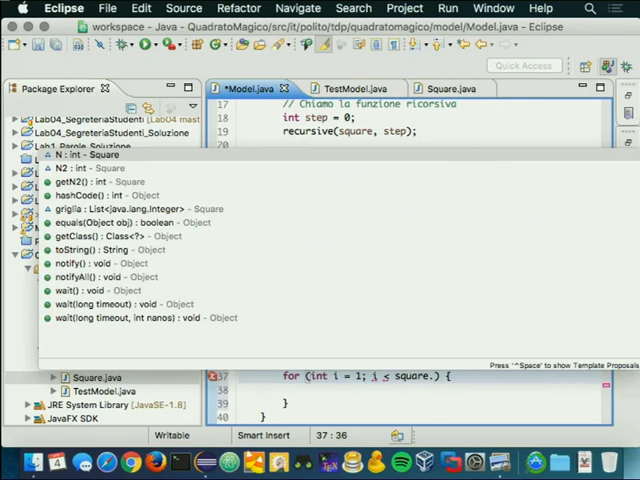 Eclipse File Edit Source Refactor Navigate Search Project Run Window Help
workspace - Java - QuadratoMagico/src/it/polito/tdp/quadratomagico/model/Model.java - Eclipse
Quick Access
Package Explorer
*Model.java
TestModel.java
Square.java
17 // Chiamo la funzione ricorsiva
18 int step = 0;
19 recursive(square, step);
20
Lab04_SegreteriaStudenti [Lab04 mast
Lab04_SegreteriaStudenti_Soluzione
Lab1_Parole_Soluzione
N : int - Square
N2 : int - Square
getN2() : int - Square
hashCode() : int - Object
griglia : List<java.lang.Integer> - Square
equals(Object obj) : boolean - Object
getClass() : Class<?> - Object
toString() : String - Object
notify() : void - Object
notifyAll() : void - Object
wait() : void - Object
wait(long timeout) : void - Object
wait(long timeout, int nanos) : void - Object
Press '^Space' to show Template Proposals
Square.java
TestModel.java
JRE System Library [JavaSE-1.8]
JavaFX SDK
37 for (int i = 1; i < square.) {
38
39 }
40 }
Writable
Smart Insert
37 : 36